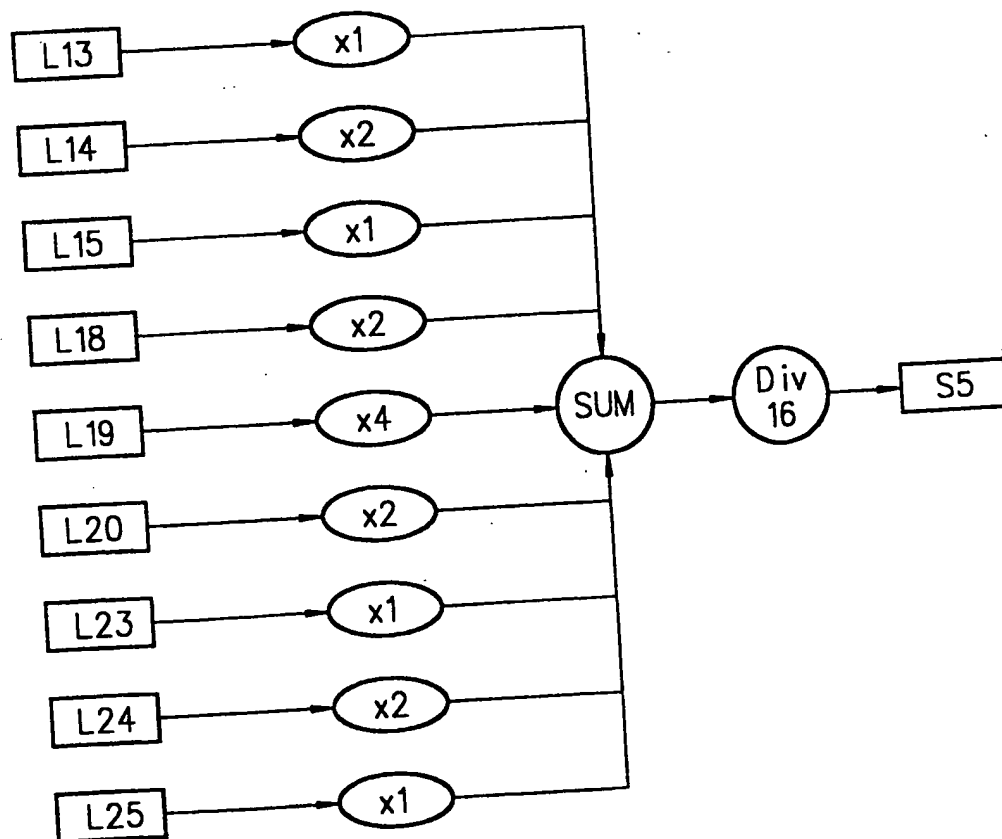 L13 x1
L14 x2
L15 x1
L18 x2
L19 x4 SUM Div 16 S5
L20 x2
L23 x1
L24 x2
L25 x1